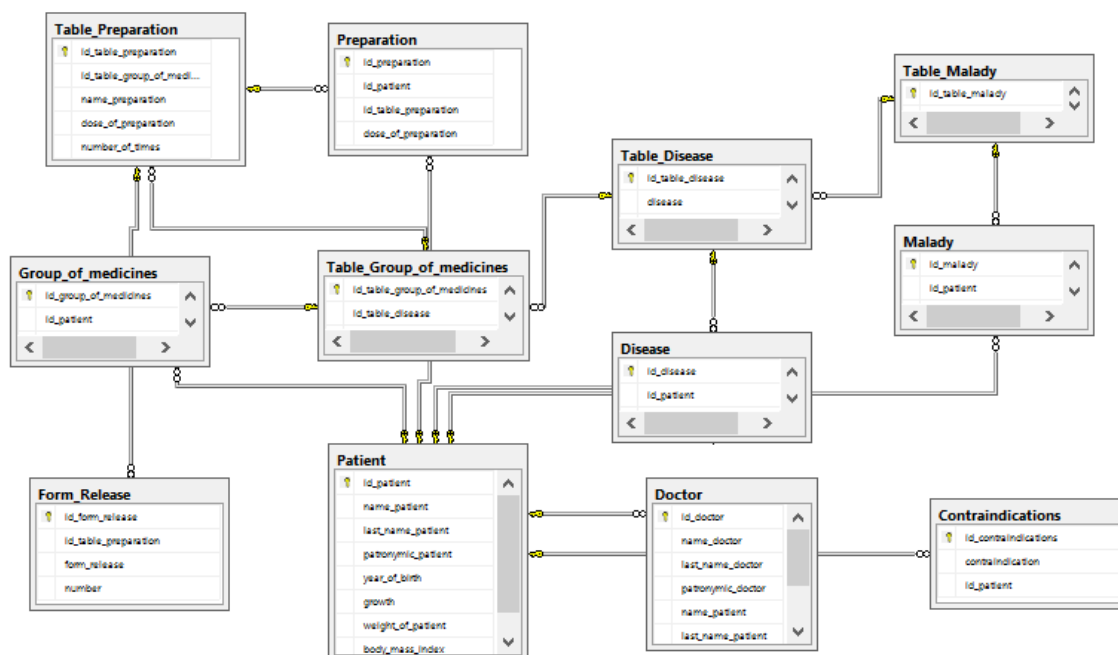 Table_Preparation
id_table_preparation
id_table_group_of_medi...
name_preparation
dose_of_preparation
number_of_times
Preparation
id_preparation
id_patient
id_table_preparation
dose_of_preparation
Table_Malady
id_table_malady
Table_Disease
id_table_disease
disease
Malady
id_malady
id_patient
Group_of_medicines
id_group_of_medicines
id_patient
Table_Group_of_medicines
id_table_group_of_medicines
id_table_disease
Disease
id_disease
id_patient
Form_Release
id_form_release
id_table_preparation
form_release
number
Patient
id_patient
name_patient
last_name_patient
patronymic_patient
year_of_birth
growth
weight_of_patient
body_mass_index
Doctor
id_doctor
name_doctor
last_name_doctor
patronymic_doctor
name_patient
last_name_patient
Contraindications
id_contraindications
contraindication
id_patient